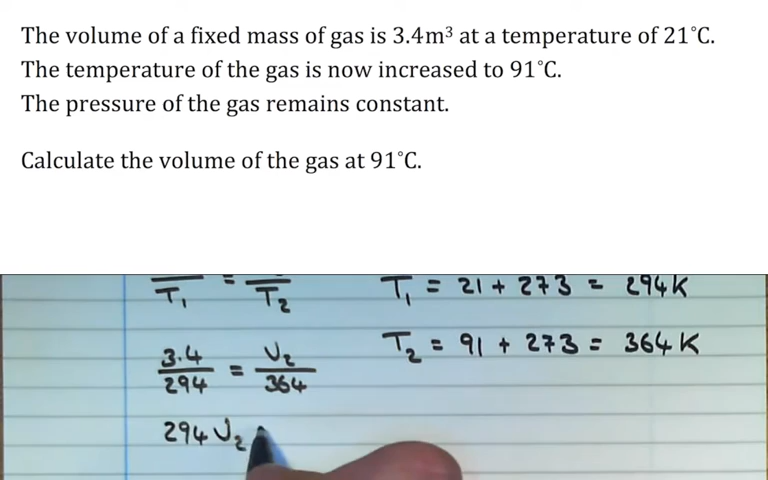 The volume of a fixed mass of gas is 3.4m³ at a temperature of 21°C.
The temperature of the gas is now increased to 91°C.
The pressure of the gas remains constant.
Calculate the volume of the gas at 91°C.
/T₁ = /T₂
T₁ = 21 + 273 = 294K
3.4/294 = V₂/364
T₂ = 91 + 273 = 364K
294V₂